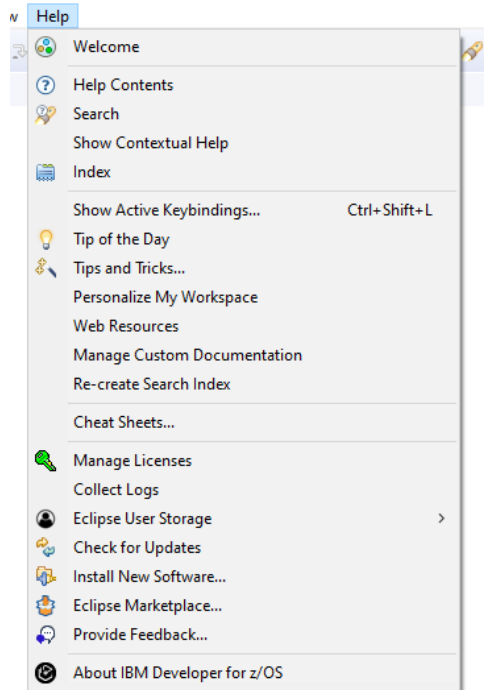 Help
Welcome
Help Contents
Search
Show Contextual Help
Index
Show Active Keybindings... Ctrl+Shift+L
Tip of the Day
Tips and Tricks...
Personalize My Workspace
Web Resources
Manage Custom Documentation
Re-create Search Index
Cheat Sheets...
Manage Licenses
Collect Logs
Eclipse User Storage
Check for Updates
Install New Software...
Eclipse Marketplace...
Provide Feedback...
About IBM Developer for z/OS